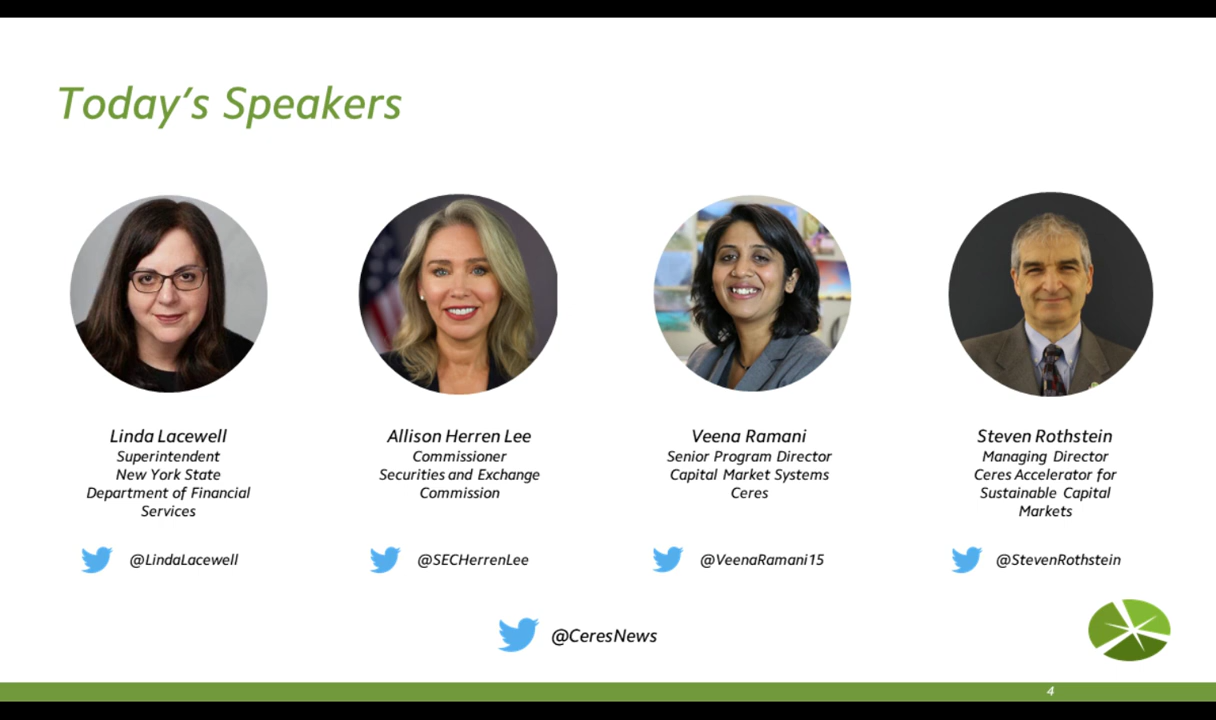 Today's Speakers
Linda Lacewell
Superintendent
New York State
Department of Financial
Services
@LindaLacewell
Allison Herren Lee
Commissioner
Securities and Exchange
Commission
@SECHerrenLee
Veena Ramani
Senior Program Director
Capital Market Systems
Ceres
@VeenaRamani15
Steven Rothstein
Managing Director
Ceres Accelerator for
Sustainable Capital
Markets
@StevenRothstein
@CeresNews
4